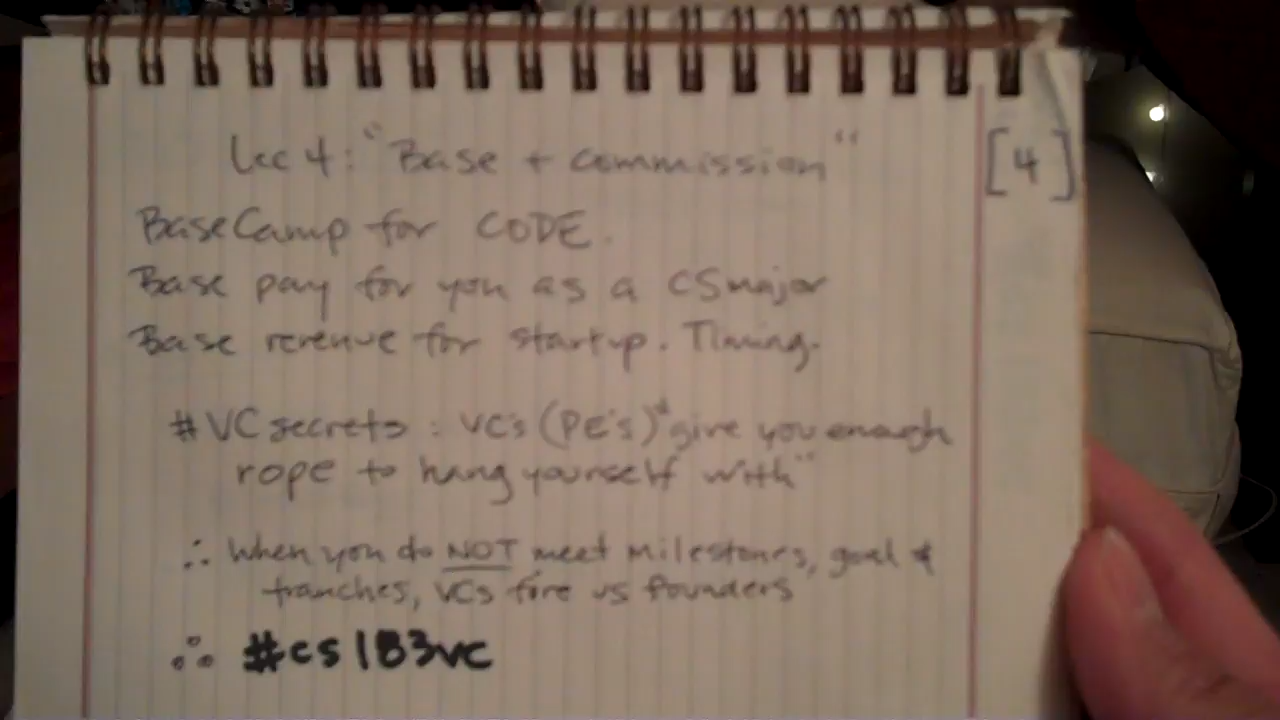 Lec 4: "Base + commission"
[4]
BaseCamp for CODE.
Base pay for you as a CS major
Base revenue for startup. Timing.
#VC secrets: VC's (PE's) "give you enough
rope to hang yourself with"
∴ When you do NOT meet milestones, goal &
tranches, VCs fire us founders
∴ #cs183vc